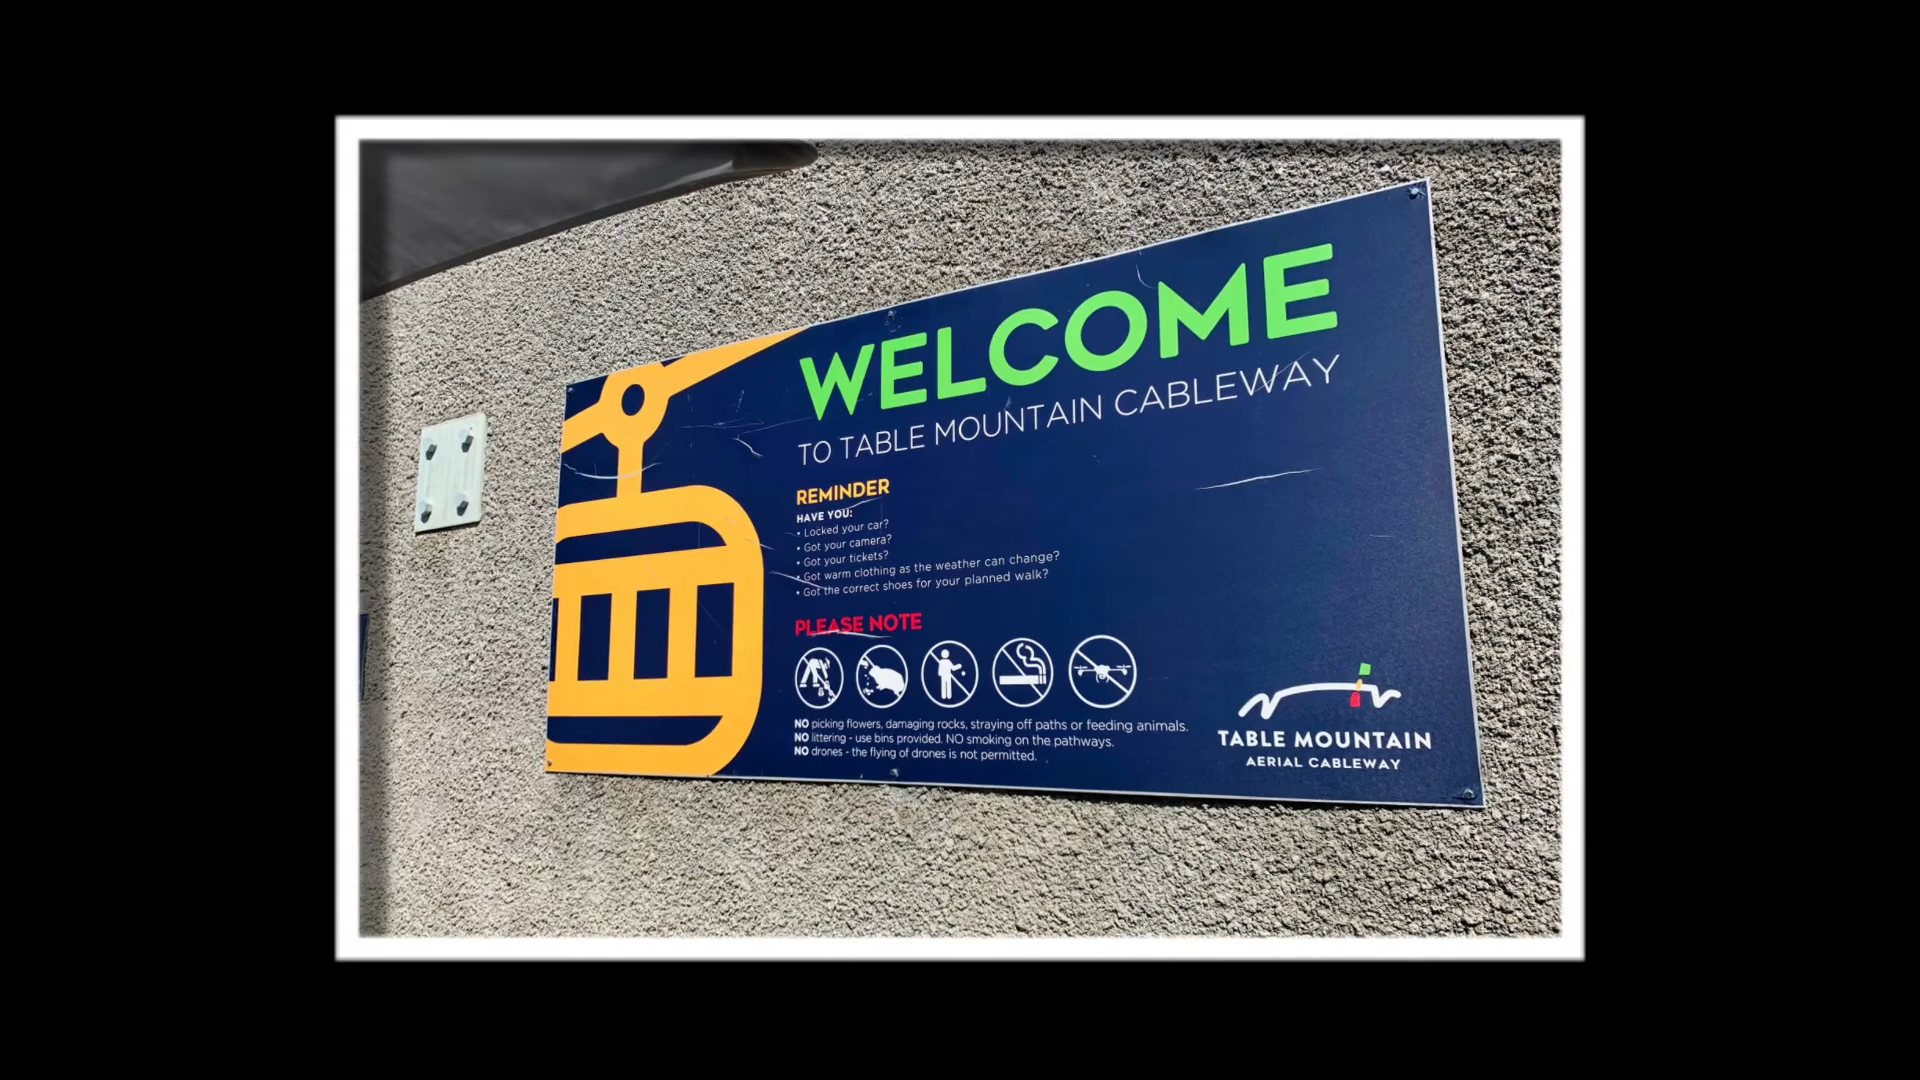 WELCOME
TO TABLE MOUNTAIN CABLEWAY
REMINDER
HAVE YOU:
• Locked your car?
• Got your camera?
• Got your tickets?
• Got warm clothing as the weather can change?
• Got the correct shoes for your planned walk?
PLEASE NOTE
NO picking flowers, damaging rocks, straying off paths or feeding animals.
NO littering - use bins provided. NO smoking on the pathways.
NO drones - the flying of drones is not permitted.
TABLE MOUNTAIN
AERIAL CABLEWAY